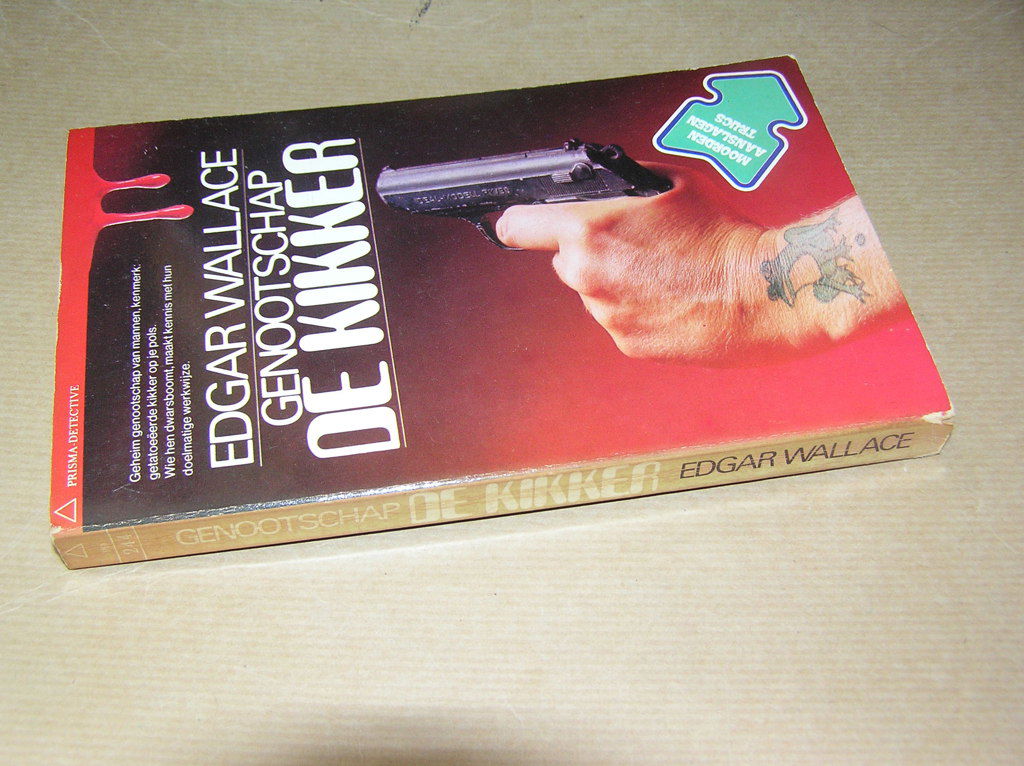 PRISMA-DETECTIVE
Geheim genootschap van mannen, kenmerk:
getatoeëerde kikker op je pols.
Wie hen dwarsboomt, maakt kennis met hun
doelmatige werkwijze.
EDGAR WALLACE
GENOOTSCHAP
DE KIKKER
MOORDEN
AANSLAGEN
TRUCS
GENOOTSCHAP DE KIKKER EDGAR WALLACE